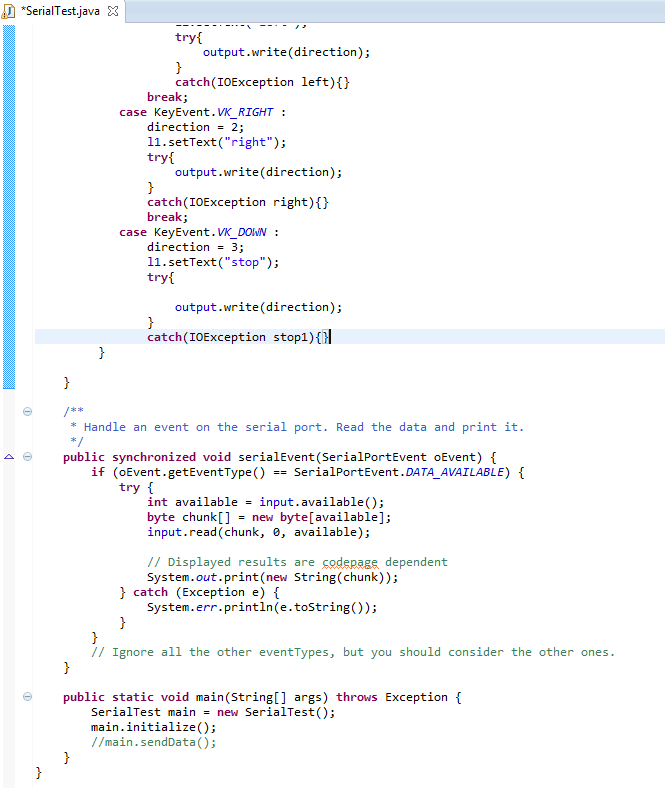 *SerialTest.java
try{
output.write(direction);
}
catch(IOException left){}
break;
case KeyEvent.VK_RIGHT :
direction = 2;
l1.setText("right");
try{
output.write(direction);
}
catch(IOException right){}
break;
case KeyEvent.VK_DOWN :
direction = 3;
l1.setText("stop");
try{
output.write(direction);
}
catch(IOException stop1){}
}
}
/**
* Handle an event on the serial port. Read the data and print it.
*/
public synchronized void serialEvent(SerialPortEvent oEvent) {
if (oEvent.getEventType() == SerialPortEvent.DATA_AVAILABLE) {
try {
int available = input.available();
byte chunk[] = new byte[available];
input.read(chunk, 0, available);
// Displayed results are codepage dependent
System.out.print(new String(chunk));
} catch (Exception e) {
System.err.println(e.toString());
}
}
// Ignore all the other eventTypes, but you should consider the other ones.
}
public static void main(String[] args) throws Exception {
SerialTest main = new SerialTest();
main.initialize();
//main.sendData();
}
}